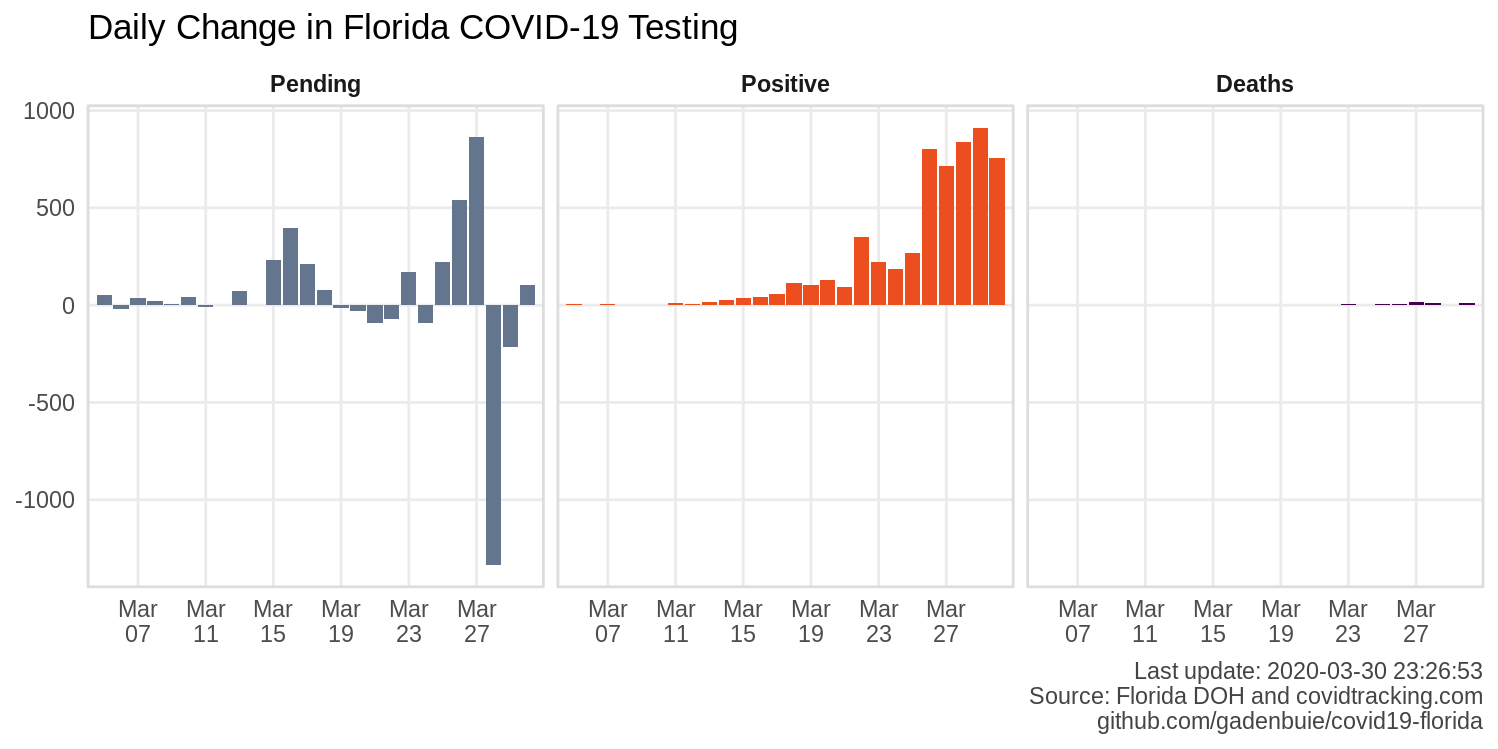 Daily Change in Florida COVID-19 Testing
Pending
Positive
Deaths
1000
500
0
-500
-1000
Mar Mar Mar Mar Mar Mar
07 11 15 19 23 27
Mar Mar Mar Mar Mar Mar
07 11 15 19 23 27
Mar Mar Mar Mar Mar Mar
07 11 15 19 23 27
Last update: 2020-03-30 23:26:53
Source: Florida DOH and covidtracking.com
github.com/gadenbuie/covid19-florida